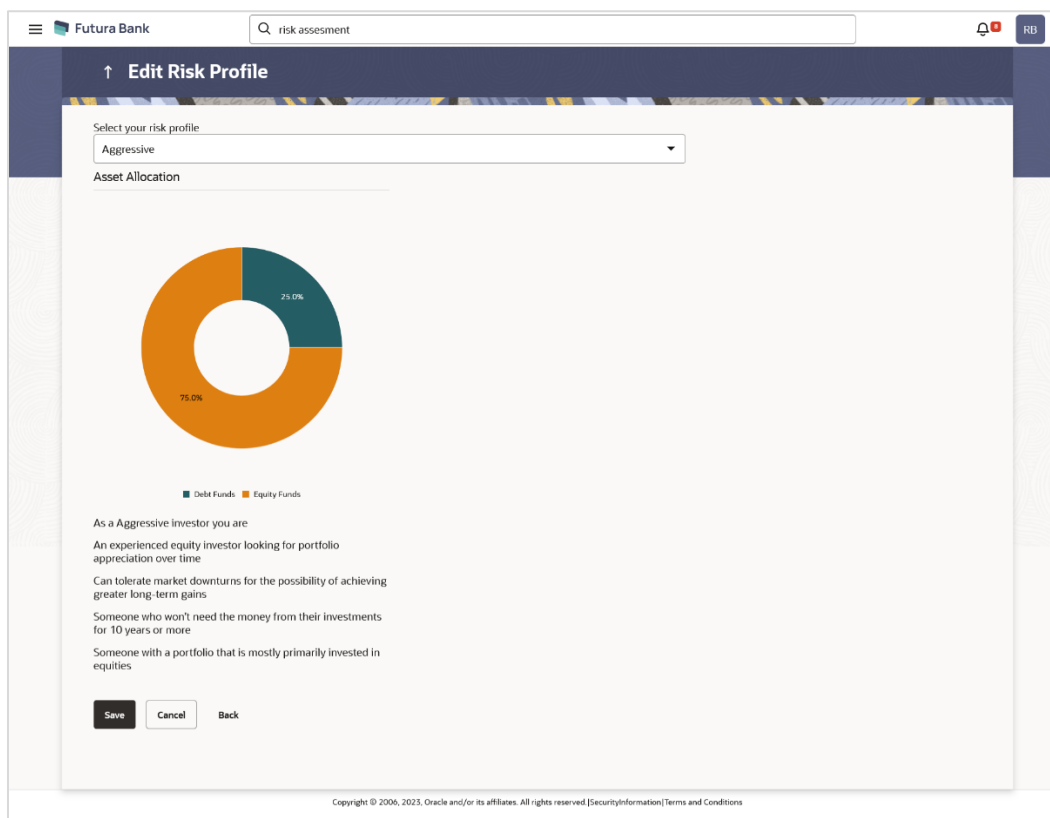 Futura Bank
risk assesment
8
RB
↑ Edit Risk Profile
Select your risk profile
Aggressive
Asset Allocation
25.0%
75.0%
Debt Funds Equity Funds
As a Aggressive investor you are
An experienced equity investor looking for portfolio
appreciation over time
Can tolerate market downturns for the possibility of achieving
greater long-term gains
Someone who won't need the money from their investments
for 10 years or more
Someone with a portfolio that is mostly primarily invested in
equities
Save Cancel Back
Copyright © 2006, 2023, Oracle and/or its affiliates. All rights reserved.|SecurityInformation|Terms and Conditions